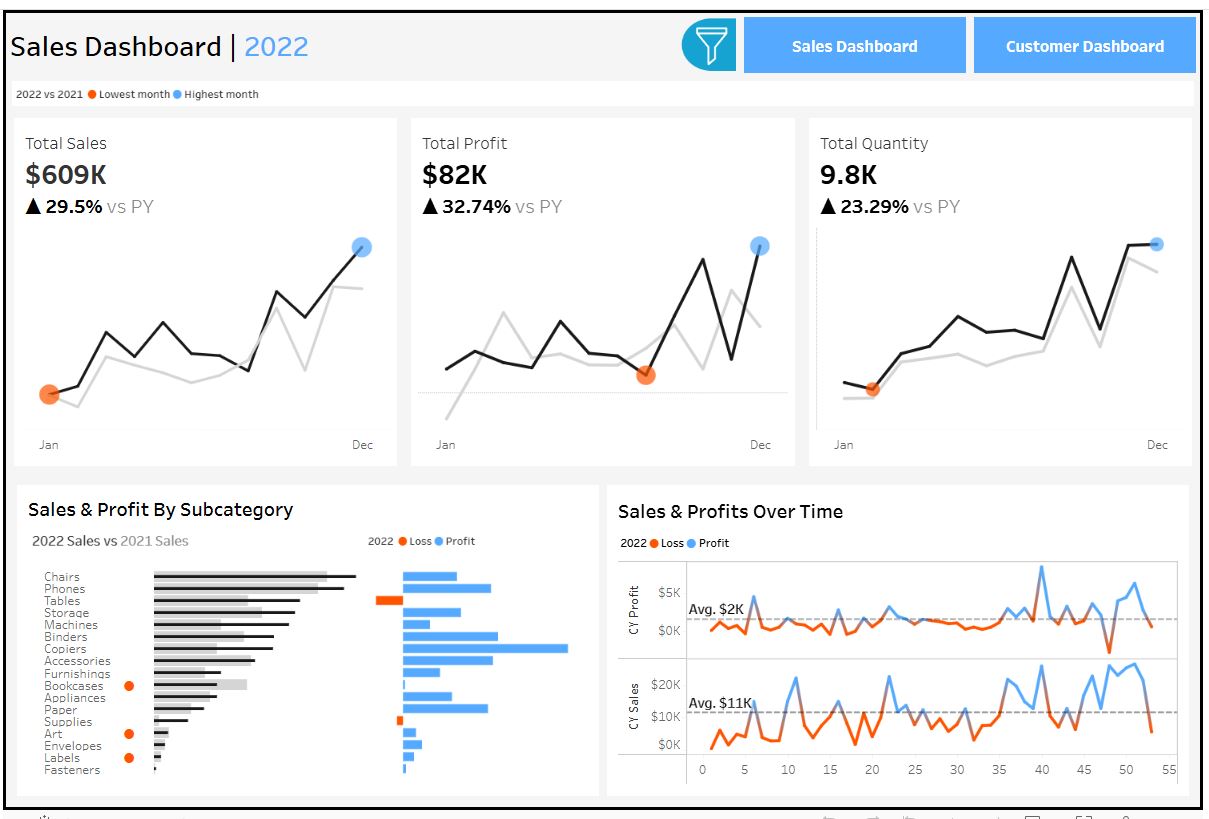 Sales Dashboard | 2022
Sales Dashboard
Customer Dashboard
2022 vs 2021 Lowest month Highest month
Total Sales
$609K
▲ 29.5% vs PY
Jan Dec
Total Profit
$82K
▲ 32.74% vs PY
Jan Dec
Total Quantity
9.8K
▲ 23.29% vs PY
Jan Dec
Sales & Profit By Subcategory
2022 Sales vs 2021 Sales
2022 Loss Profit
Chairs
Phones
Tables
Storage
Machines
Binders
Copiers
Accessories
Furnishings
Bookcases
Appliances
Paper
Supplies
Art
Envelopes
Labels
Fasteners
Sales & Profits Over Time
2022 Loss Profit
CY Profit
$5K
Avg. $2K
$0K
CY Sales
$20K
Avg. $11K
$10K
$0K
0 5 10 15 20 25 30 35 40 45 50 55